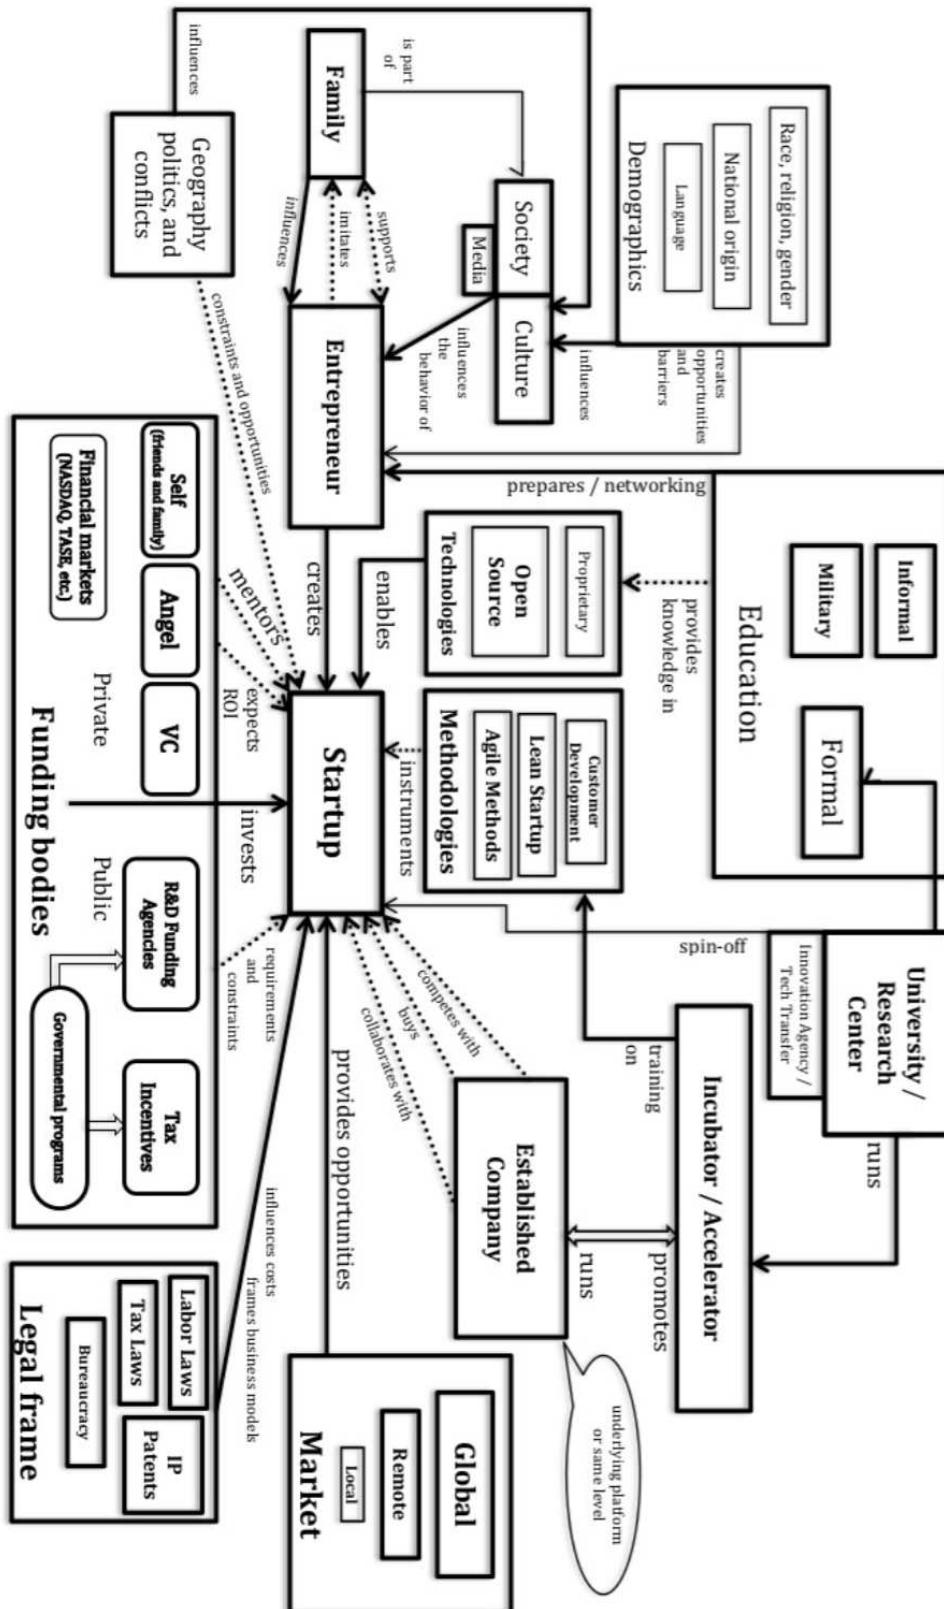 influences
Geography
politics, and
conflicts
is part
of
Family
influences
imitates
supports
Society
Media
Culture
Race, religion, gender
National origin
Language
Demographics
influences
creates
opportunities
and
barriers
influences
the
behavior of
Entrepreneur
constraints and opportunities
prepares / networking
Informal
Military
Formal
Education
provides
knowledge in
Proprietary
Open
Source
Technologies
enables
creates
Customer
Development
Lean Startup
Agile Methods
Methodologies
instruments
Startup
mentors
expects
ROI
invests
requirements
and
constraints
Self
(friends and family)
Angel
VC
Financial markets
(NASDAQ, TASE, etc.)
Private
Public
R&D Funding
Agencies
Tax
Incentives
Governmental programs
Funding bodies
University /
Research
Center
Innovation Agency /
Tech Transfer
spin-off
runs
Incubator / Accelerator
training
on
promotes
runs
Established
Company
competes with
buys
collaborates with
underlying platform
or same level
provides opportunities
Global
Remote
Local
Market
influences costs
frames business models
Labor Laws
Tax Laws
IP
Patents
Bureaucracy
Legal frame